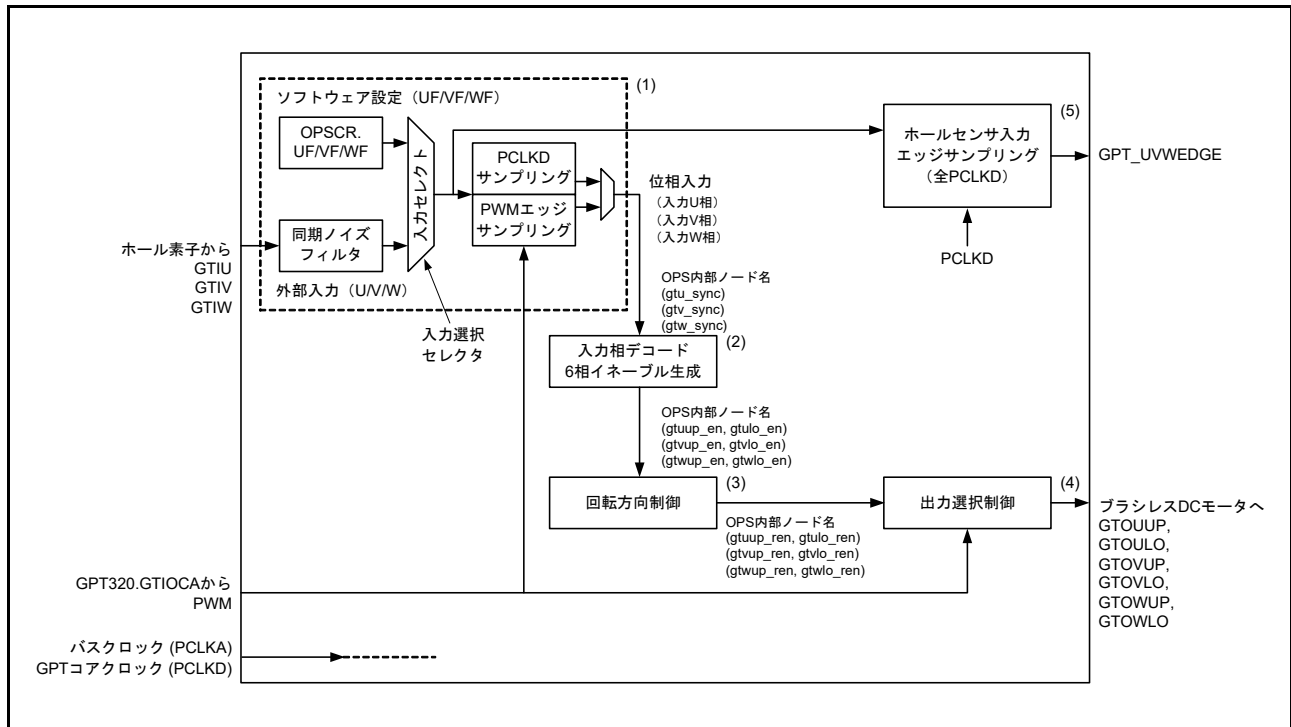 ソフトウェア設定（UF/VF/WF）
(1)
OPSCR.
UF/VF/WF
入力セレクト
PCLKD
サンプリング
PWMエッジ
サンプリング
同期ノイズ
フィルタ
外部入力（U/V/W）
ホール素子から
GTIU
GTIV
GTIW
入力選択
セレクタ
位相入力
（入力U相）
（入力V相）
（入力W相）
OPS内部ノード名
(gtu_sync)
(gtv_sync)
(gtw_sync)
(5)
ホールセンサ入力
エッジサンプリング
（全PCLKD）
GPT_UVWEDGE
PCLKD
(2)
入力相デコード
6相イネーブル生成
OPS内部ノード名
(gtuup_en, gtulo_en)
(gtvup_en, gtvlo_en)
(gtwup_en, gtwlo_en)
(3)
回転方向制御
OPS内部ノード名
(gtuup_ren, gtulo_ren)
(gtvup_ren, gtvlo_ren)
(gtwup_ren, gtwlo_ren)
(4)
出力選択制御
ブラシレスDCモータへ
GTOUUP,
GTOULO,
GTOVUP,
GTOVLO,
GTOWUP,
GTOWLO
GPT320.GTIOCAから
PWM
バスクロック (PCLKA)
GPTコアクロック (PCLKD)